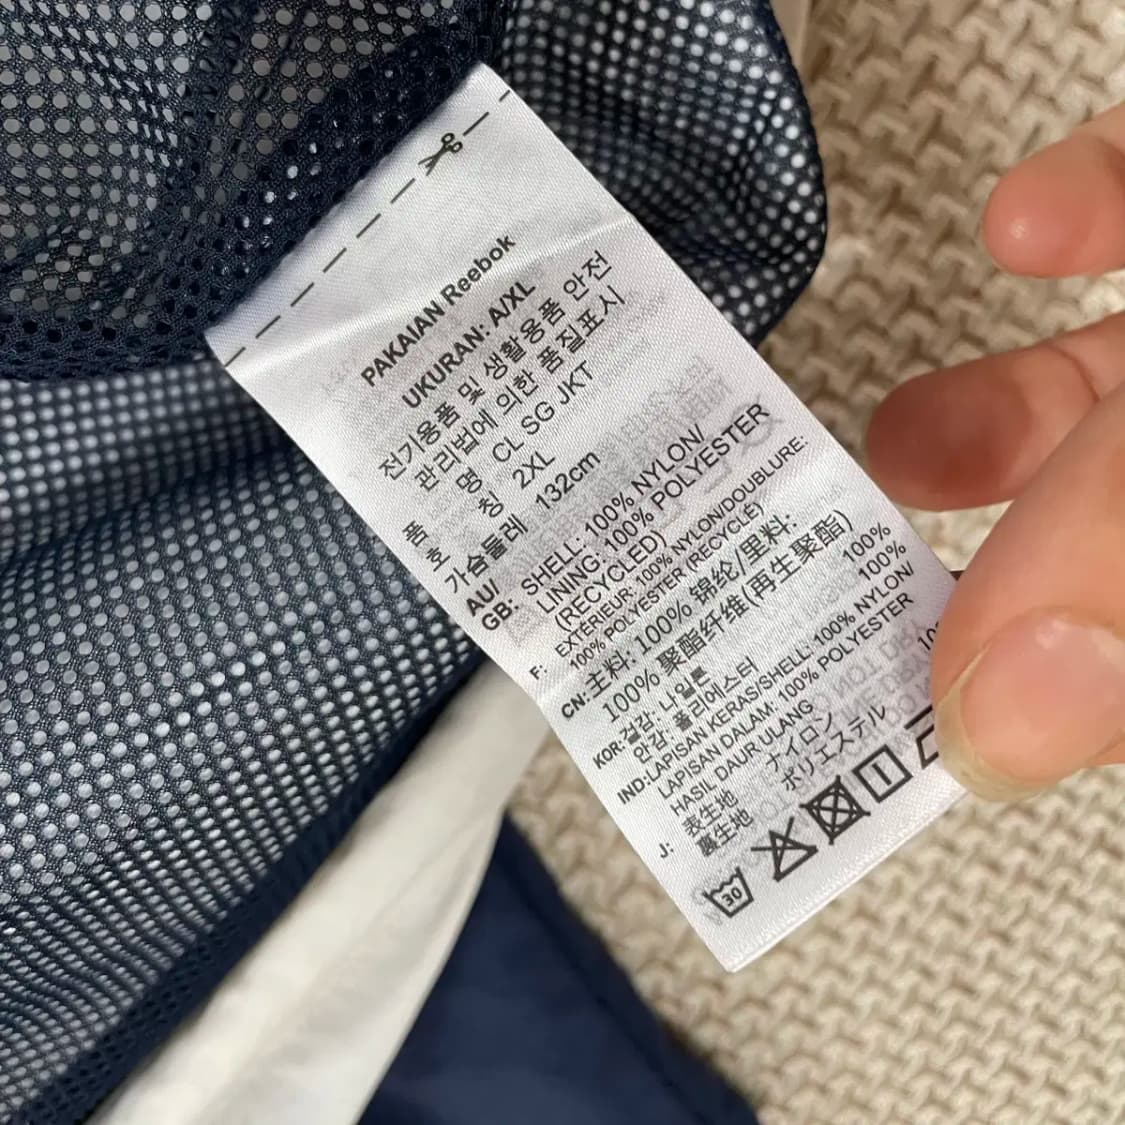 PAKAIAN Reebok
UKURAN: A/XL
전기용품 및 생활용품 안전
관리법에 의한 품질표시
품 명 CL SG JKT
호 칭 2XL
가슴둘레 132cm
AU/
GB: SHELL: 100% NYLON/
LINING: 100% POLYESTER
(RECYCLED)
F: EXTÉRIEUR: 100% NYLON/DOUBLURE:
100% POLYESTER (RECYCLÉ)
CN:主料: 100% 锦纶/里料:
100% 聚酯纤维(再生聚酯)
KOR:겉감: 나일론 100%
안감: 폴리에스터 100%
IND:LAPISAN KERAS/SHELL:100% NYLON/
LAPISAN DALAM: 100% POLYESTER
HASIL DAUR ULANG
J: 表生地 ナイロン
裏生地 ポリエステル
30